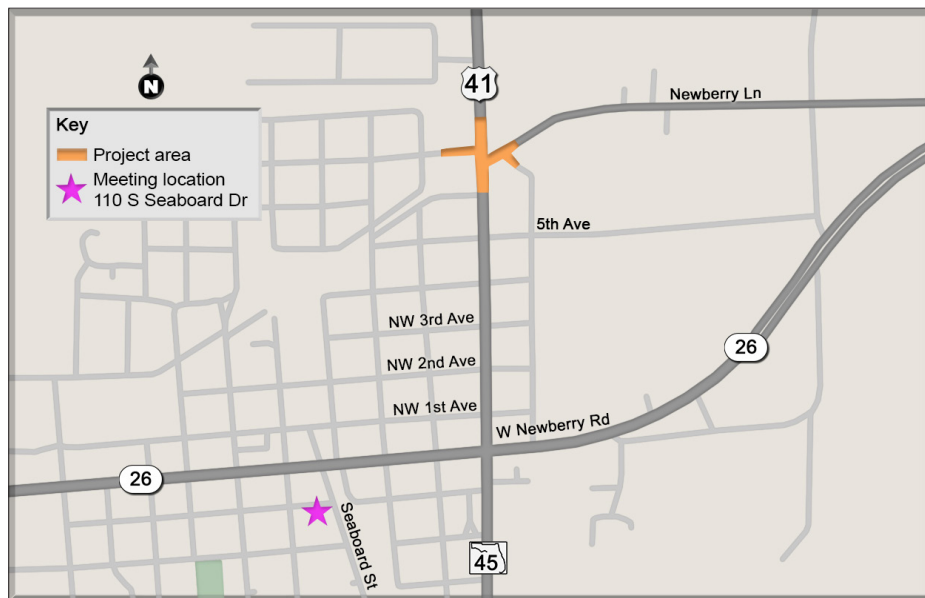 41
Newberry Ln
N
Key
Project area
Meeting location
110 S Seaboard Dr
5th Ave
NW 3rd Ave
26
NW 2nd Ave
NW 1st Ave
W Newberry Rd
26
Seaboard St
45